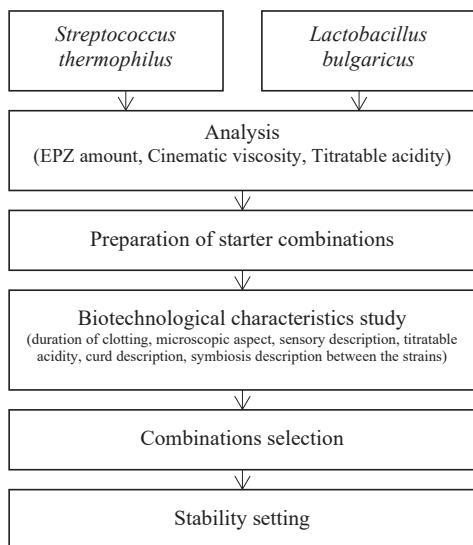 Streptococcus
thermophilus
Lactobacillus
bulgaricus
Analysis
(EPZ amount, Cinematic viscosity, Titratable acidity)
Preparation of starter combinations
Biotechnological characteristics study
(duration of clotting, microscopic aspect, sensory description, titratable
acidity, curd description, symbiosis description between the strains)
Combinations selection
Stability setting